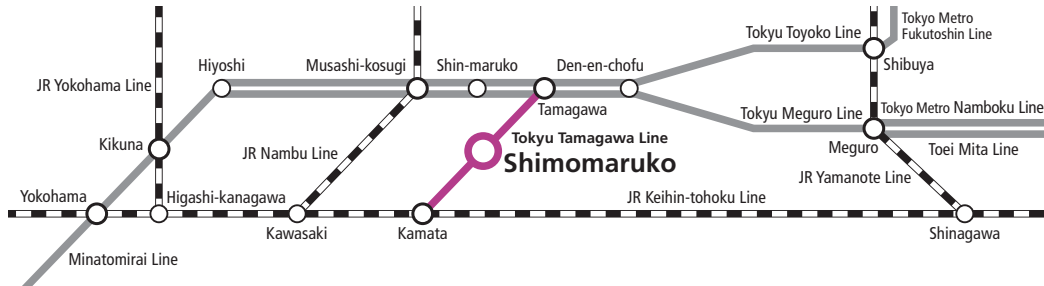 Tokyu Toyoko Line
Tokyo Metro
Fukutoshin Line
Hiyoshi
Musashi-kosugi
Shin-maruko
Den-en-chofu
Shibuya
JR Yokohama Line
Tamagawa
Tokyu Meguro Line
Tokyo Metro Namboku Line
Kikuna
JR Nambu Line
Tokyu Tamagawa Line
Shimomaruko
Meguro
Toei Mita Line
JR Yamanote Line
Yokohama
Higashi-kanagawa
JR Keihin-tohoku Line
Kawasaki
Kamata
Shinagawa
Minatomirai Line